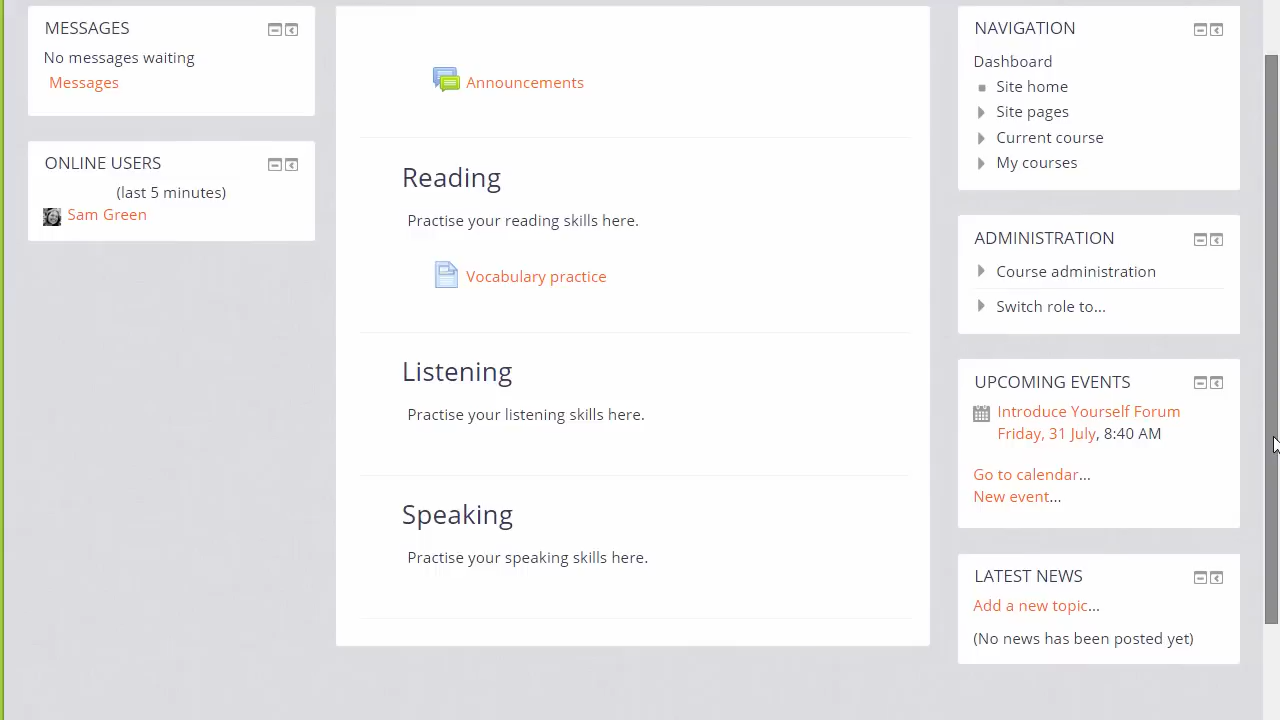 MESSAGES
No messages waiting
Messages
ONLINE USERS
(last 5 minutes)
Sam Green
Announcements
Reading
Practise your reading skills here.
Vocabulary practice
Listening
Practise your listening skills here.
Speaking
Practise your speaking skills here.
NAVIGATION
Dashboard
Site home
Site pages
Current course
My courses
ADMINISTRATION
Course administration
Switch role to...
UPCOMING EVENTS
Introduce Yourself Forum
Friday, 31 July, 8:40 AM
Go to calendar...
New event...
LATEST NEWS
Add a new topic...
(No news has been posted yet)